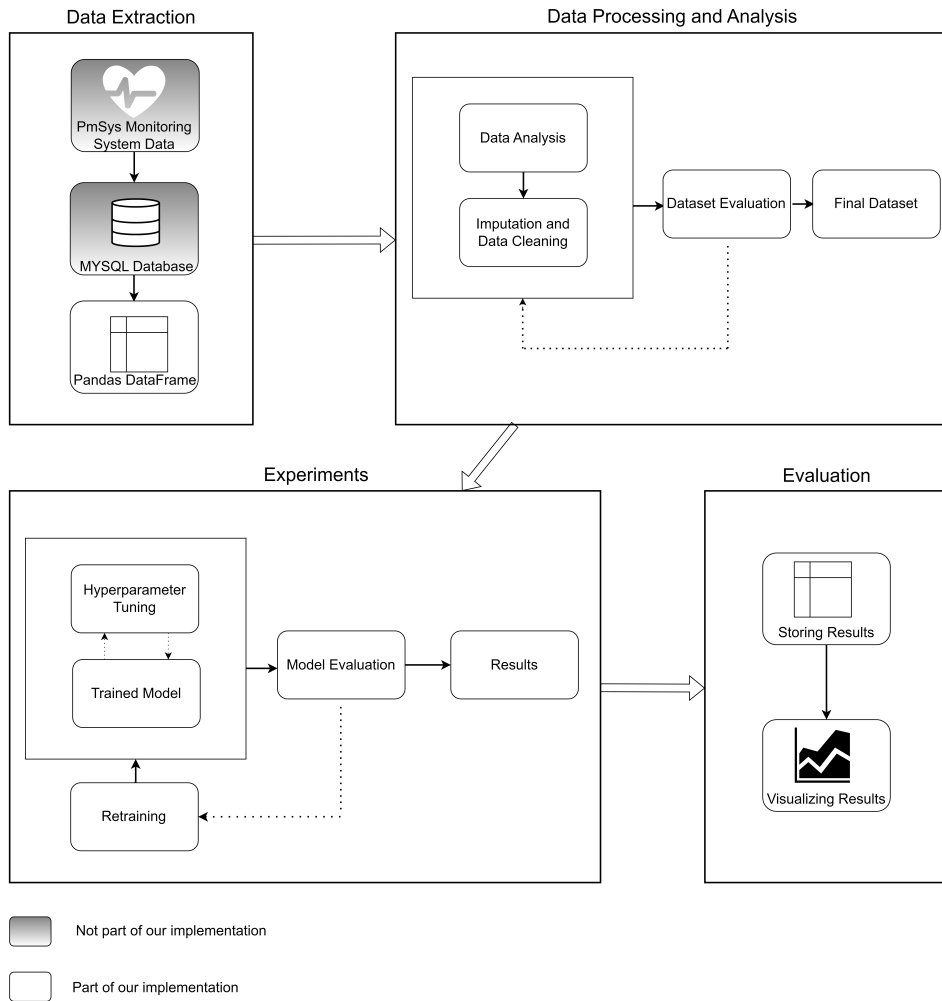 Data Extraction
Data Processing and Analysis
PmSys Monitoring
System Data
MYSQL Database
Pandas DataFrame
Data Analysis
Imputation and
Data Cleaning
Dataset Evaluation
Final Dataset
Experiments
Evaluation
Hyperparameter
Tuning
Trained Model
Retraining
Model Evaluation
Results
Storing Results
Visualizing Results
Not part of our implementation
Part of our implementation